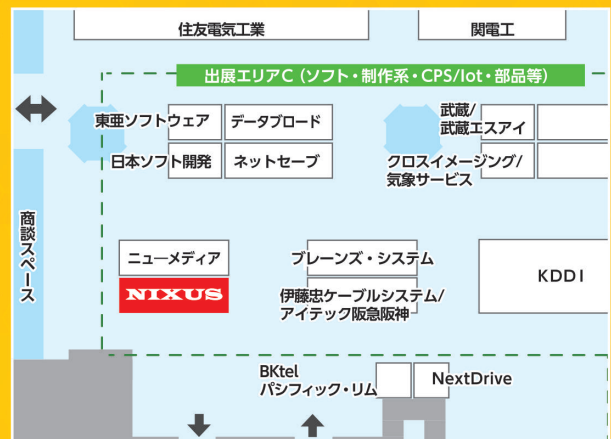 住友電気工業
関電工
出展エリアC（ソフト・制作系・CPS/Iot・部品等）
東亜ソフトウェア
データブロード
武蔵/
武蔵エスアイ
日本ソフト開発
ネットセーブ
クロスイメージング/
気象サービス
商談スペース
ニューメディア
ブレーンズ・システム
KDDI
NIXUS
伊藤忠ケーブルシステム/
アイテック阪急阪神
BKtel
パシフィック・リム
NextDrive